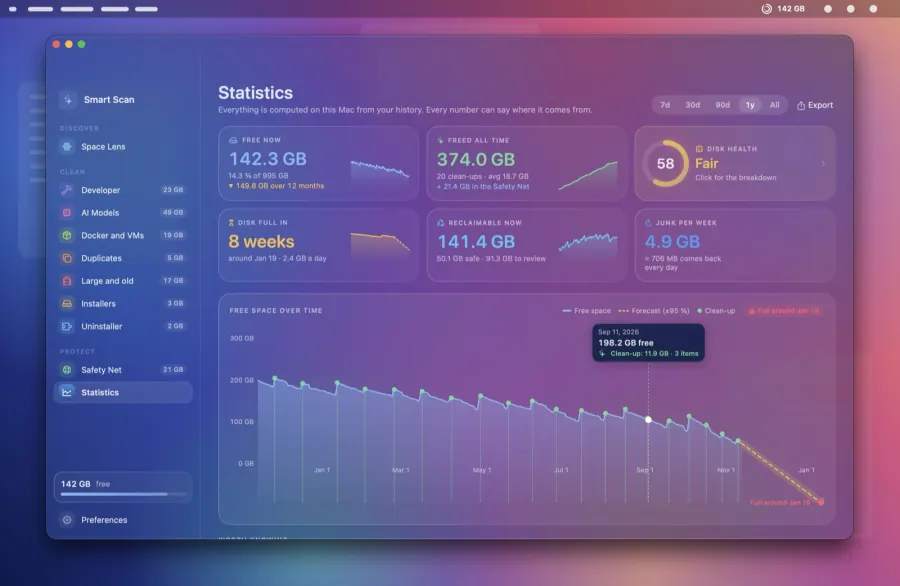 142 GB
Smart Scan
DISCOVER
Space Lens
CLEAN
Developer 23 GB
AI Models 49 GB
Docker and VMs 19 GB
Duplicates 5 GB
Large and old 17 GB
Installers 3 GB
Uninstaller 2 GB
PROTECT
Safety Net 21 GB
Statistics
142 GB free
Preferences
Statistics
Everything is computed on this Mac from your history. Every number can say where it comes from.
7d 30d 90d 1y All Export
FREE NOW
142.3 GB
14.3 % of 995 GB
▾ 149.8 GB over 12 months
FREED ALL TIME
374.0 GB
20 clean-ups · avg 18.7 GB
+ 21.4 GB in the Safety Net
58
DISK HEALTH
Fair
Click for the breakdown
DISK FULL IN
8 weeks
around Jan 19 · 2.4 GB a day
RECLAIMABLE NOW
141.4 GB
50.1 GB safe · 91.3 GB to review
JUNK PER WEEK
4.9 GB
≈ 706 MB comes back
every day
FREE SPACE OVER TIME
Free space Forecast (±95 %) Clean-up Full around Jan 19
Sep 11, 2026
198.2 GB free
Clean-up: 11.9 GB · 3 items
300 GB
200 GB
100 GB
0 GB
Jan 1 Mar 1 May 1 Jul 1 Sep 1 Nov 1 Jan 1
Full around Jan 19
WORTH KNOWING